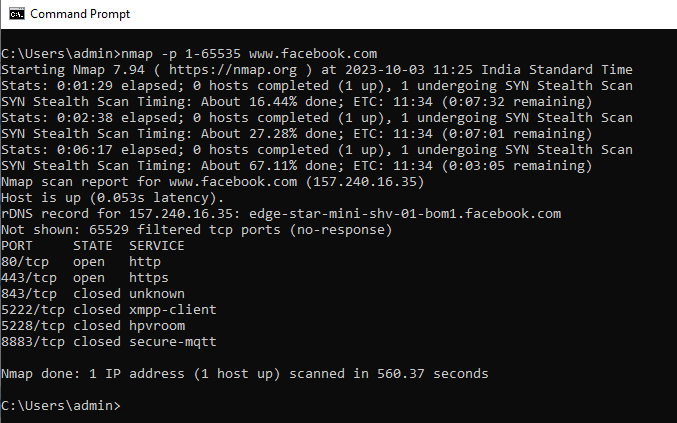 Command Prompt
C:\Users\admin>nmap -p 1-65535 www.facebook.com
Starting Nmap 7.94 ( https://nmap.org ) at 2023-10-03 11:25 India Standard Time
Stats: 0:01:29 elapsed; 0 hosts completed (1 up), 1 undergoing SYN Stealth Scan
SYN Stealth Scan Timing: About 16.44% done; ETC: 11:34 (0:07:32 remaining)
Stats: 0:02:38 elapsed; 0 hosts completed (1 up), 1 undergoing SYN Stealth Scan
SYN Stealth Scan Timing: About 27.28% done; ETC: 11:34 (0:07:01 remaining)
Stats: 0:06:17 elapsed; 0 hosts completed (1 up), 1 undergoing SYN Stealth Scan
SYN Stealth Scan Timing: About 67.11% done; ETC: 11:34 (0:03:05 remaining)
Nmap scan report for www.facebook.com (157.240.16.35)
Host is up (0.053s latency).
rDNS record for 157.240.16.35: edge-star-mini-shv-01-bom1.facebook.com
Not shown: 65529 filtered tcp ports (no-response)
PORT     STATE  SERVICE
80/tcp   open   http
443/tcp  open   https
843/tcp  closed unknown
5222/tcp closed xmpp-client
5228/tcp closed hpvroom
8883/tcp closed secure-mqtt
Nmap done: 1 IP address (1 host up) scanned in 560.37 seconds
C:\Users\admin>